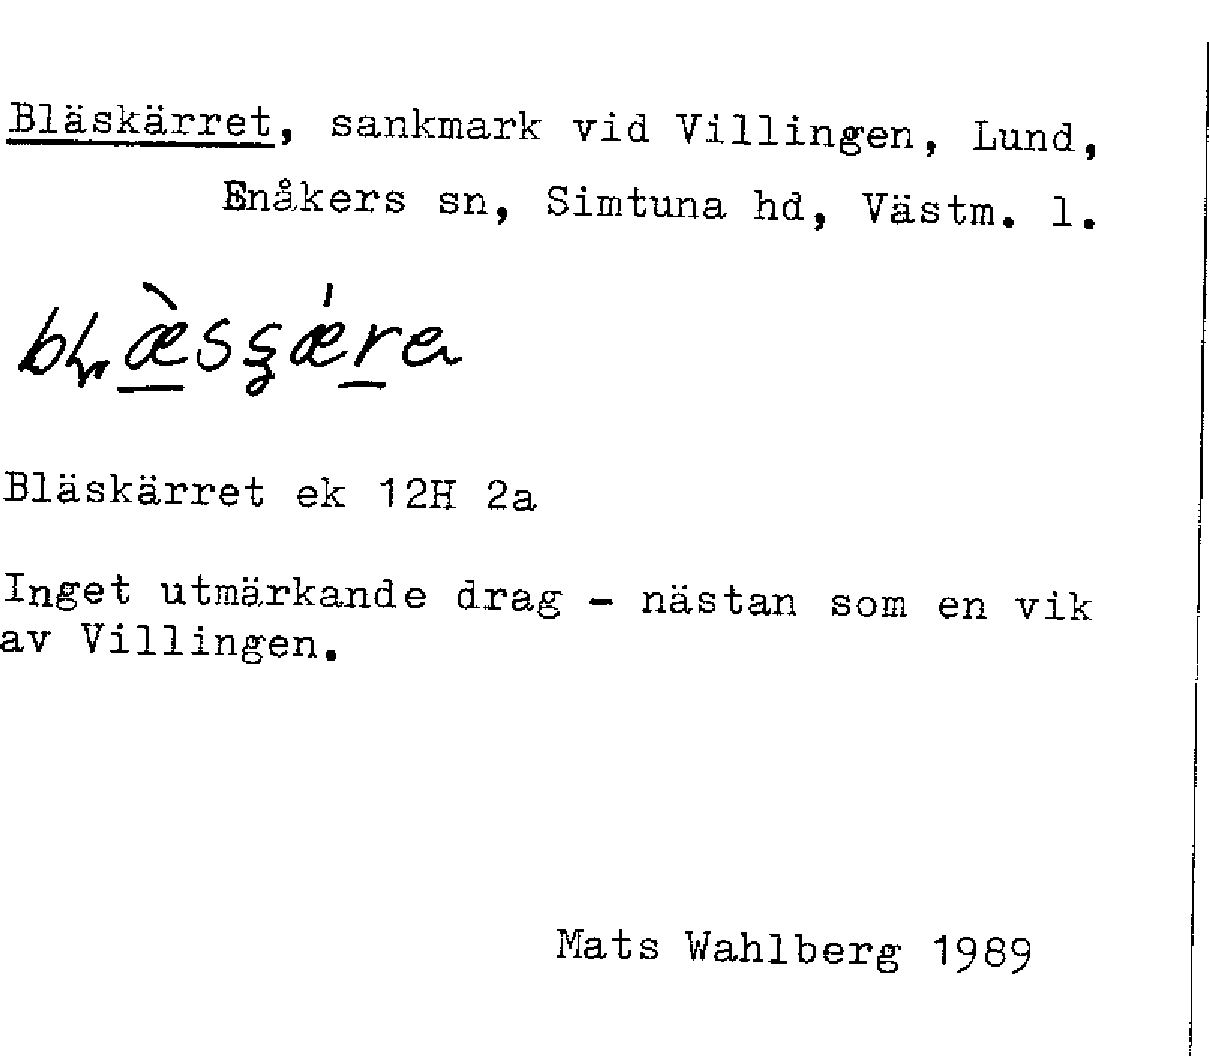 Bläskärret, sankmark vid Villingen, Lund,
Enåkers sn, Simtuna hd, Västm. l.
Bläskärret ek 12H 2a
Inget utmärkande drag - nästan som en vik
av Villingen.
Mats Wahlberg 1989